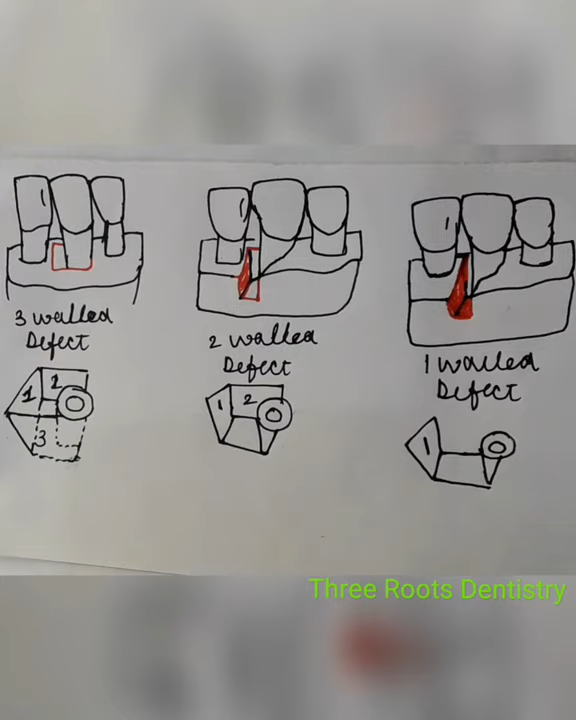 3 walled
Defect
2 walled
Defect
1 walled
Defect
1 2
3
1 2
1
Three Roots Dentistry